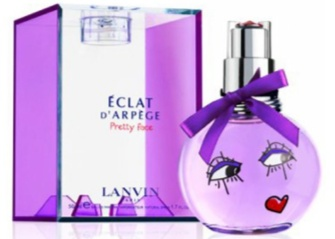 ÉCLAT
D'ARPÈGE
Pretty Face
LANVIN